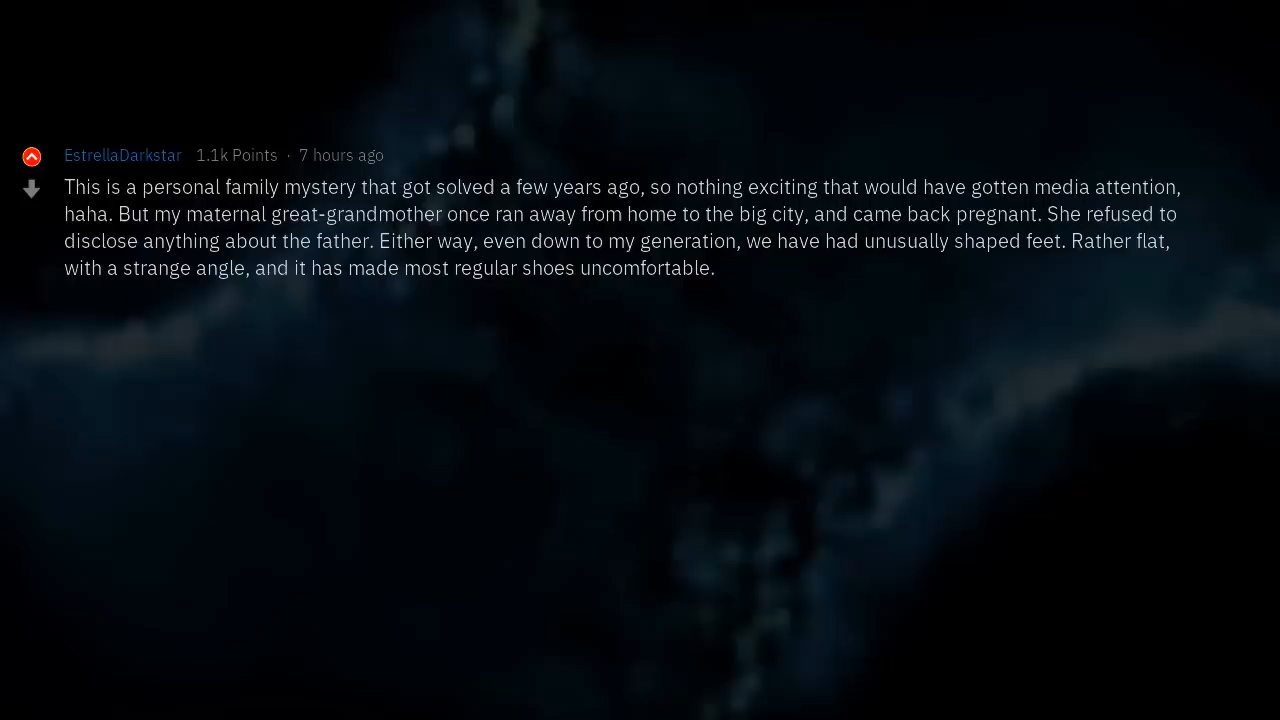 EstrellaDarkstar 1.1k Points · 7 hours ago
This is a personal family mystery that got solved a few years ago, so nothing exciting that would have gotten media attention,
haha. But my maternal great-grandmother once ran away from home to the big city, and came back pregnant. She refused to
disclose anything about the father. Either way, even down to my generation, we have had unusually shaped feet. Rather flat,
with a strange angle, and it has made most regular shoes uncomfortable.